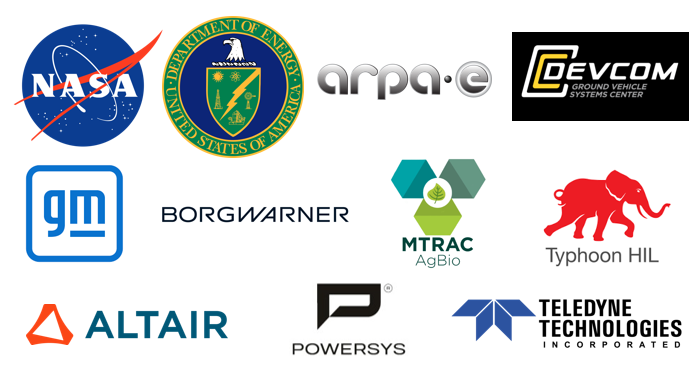 NASA
DEPARTMENT OF ENERGY
UNITED STATES OF AMERICA
arpa·e
DEVCOM
GROUND VEHICLE
SYSTEMS CENTER
gm
BORGWARNER
MTRAC
AgBio
Typhoon HIL
ALTAIR
®
POWERSYS
TELEDYNE
TECHNOLOGIES
INCORPORATED